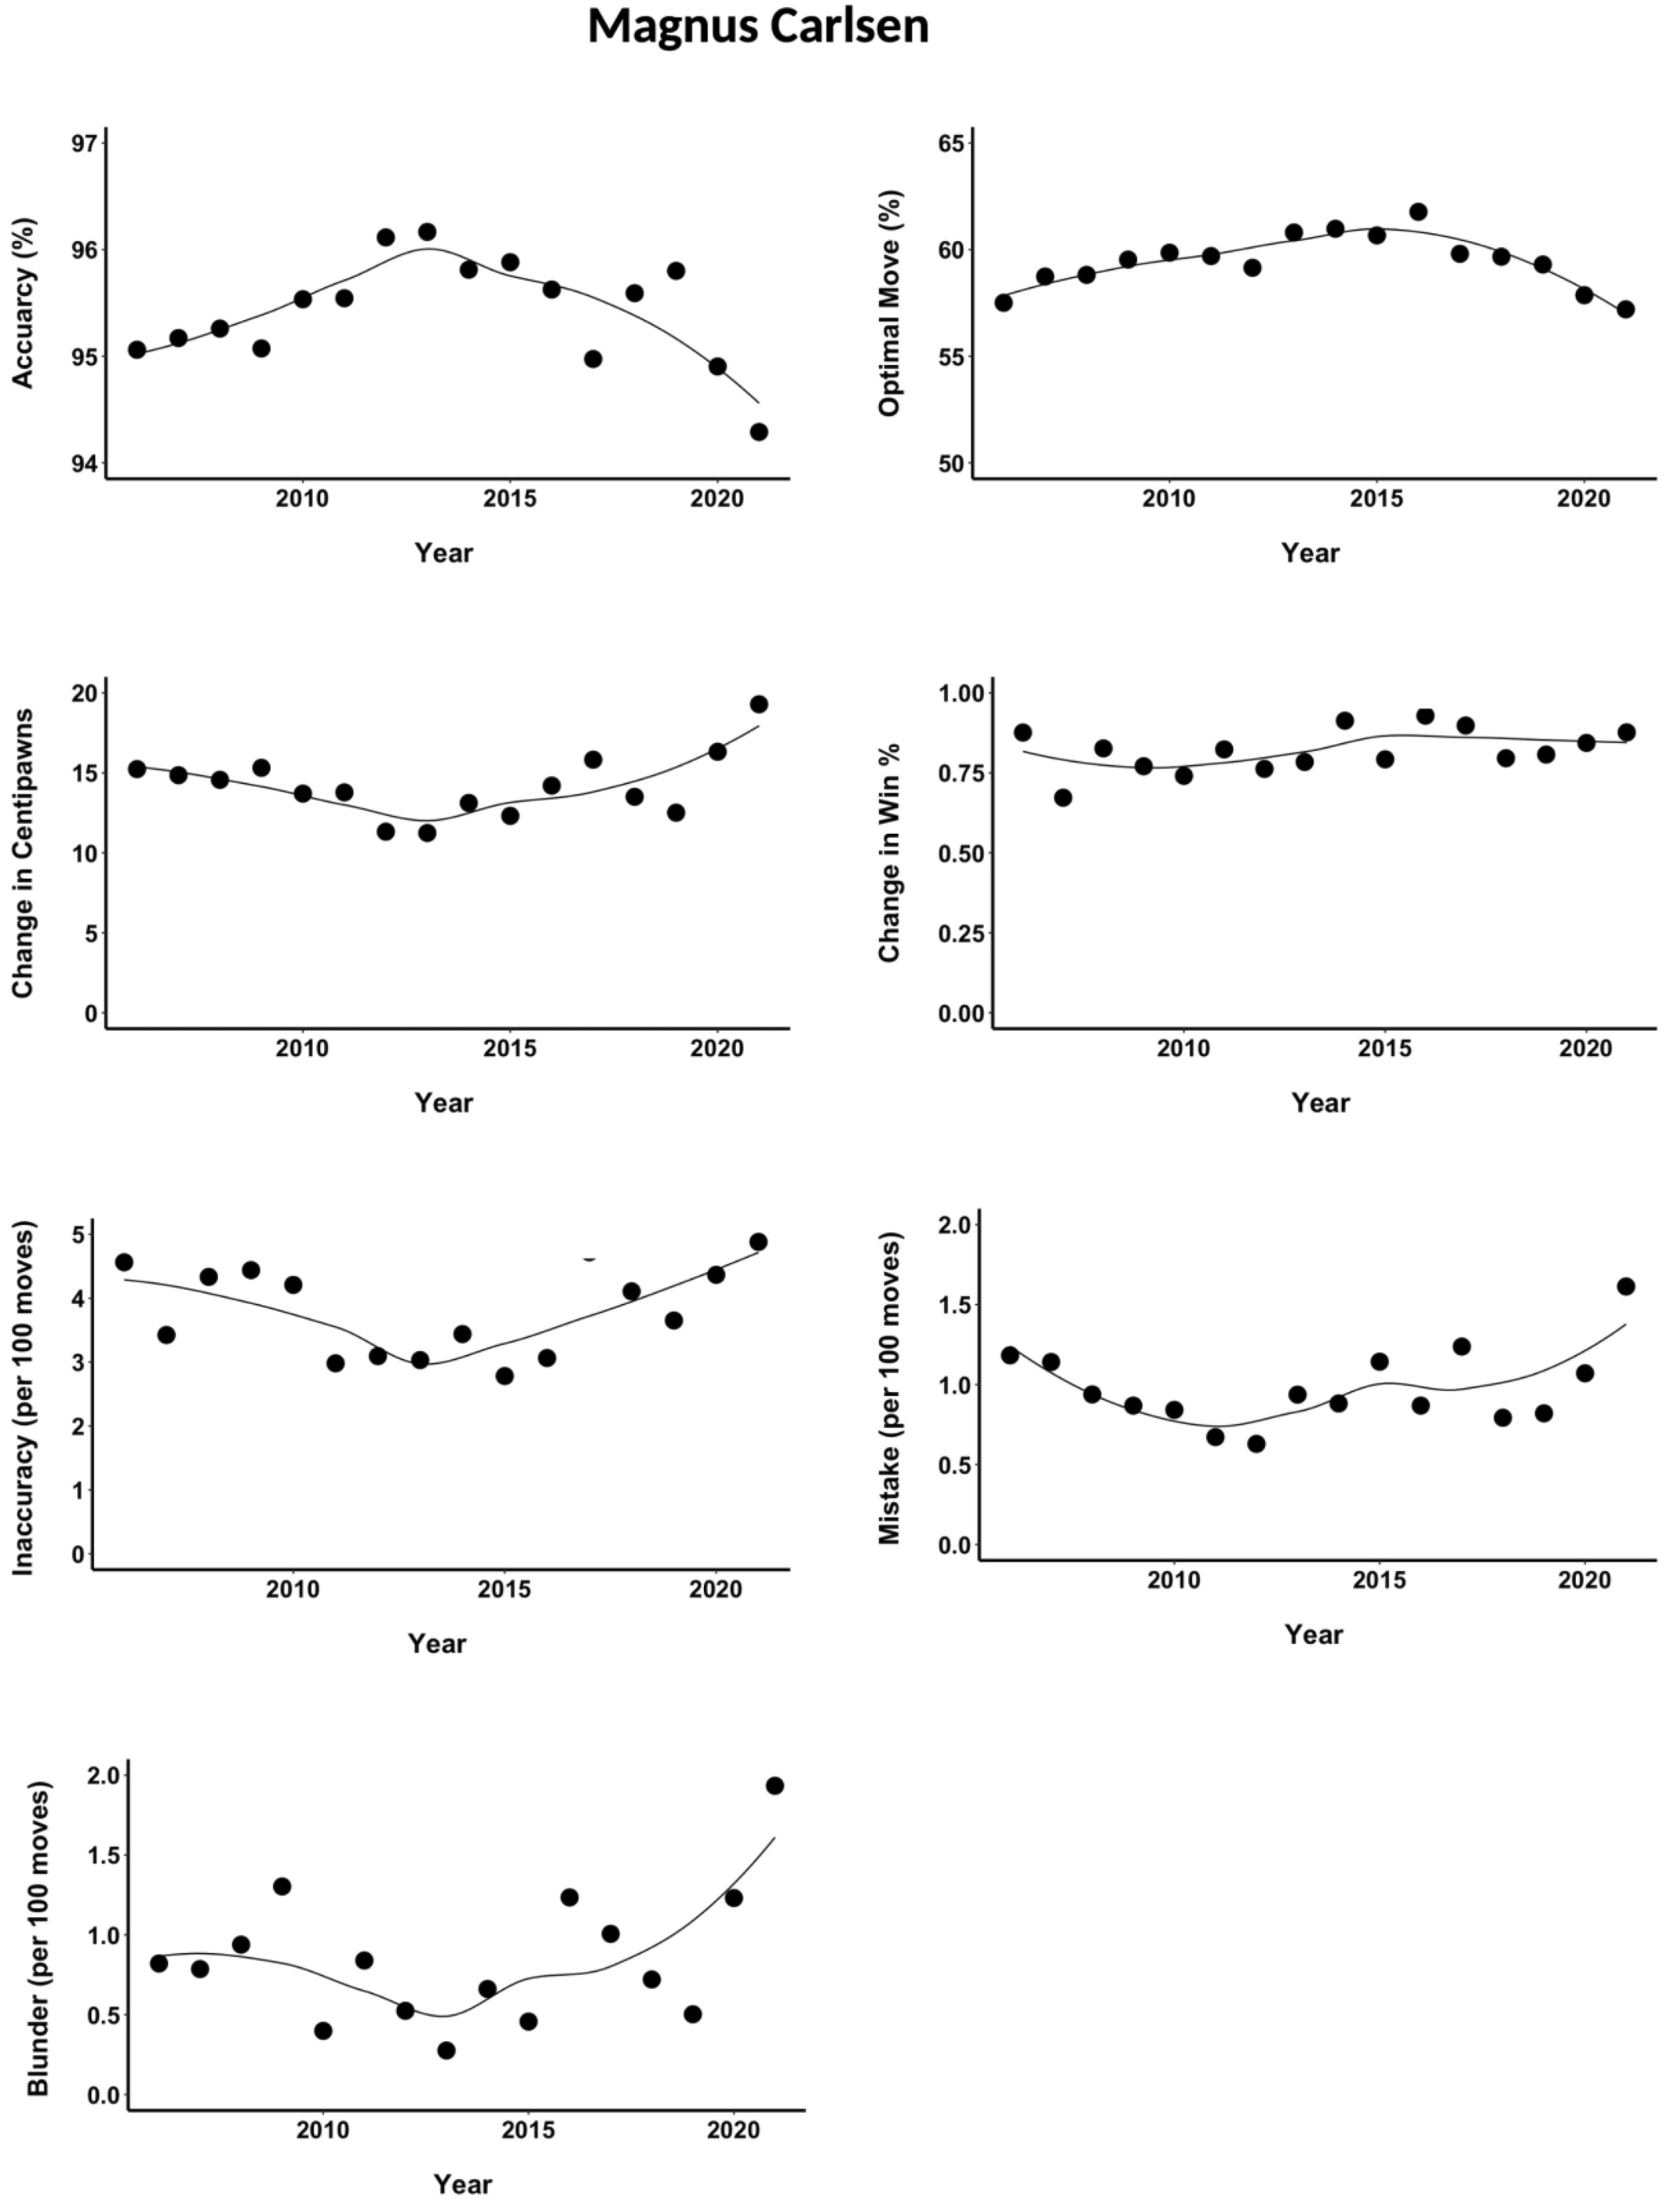 Magnus Carlsen
Accuarcy (%)
97
96
95
94
2010 2015 2020
Year
Optimal Move (%)
65
60
55
50
2010 2015 2020
Year
Change in Centipawns
20
15
10
5
0
2010 2015 2020
Year
Change in Win %
1.00
0.75
0.50
0.25
0.00
2010 2015 2020
Year
Inaccuracy (per 100 moves)
5
4
3
2
1
0
2010 2015 2020
Year
Mistake (per 100 moves)
2.0
1.5
1.0
0.5
0.0
2010 2015 2020
Year
Blunder (per 100 moves)
2.0
1.5
1.0
0.5
0.0
2010 2015 2020
Year